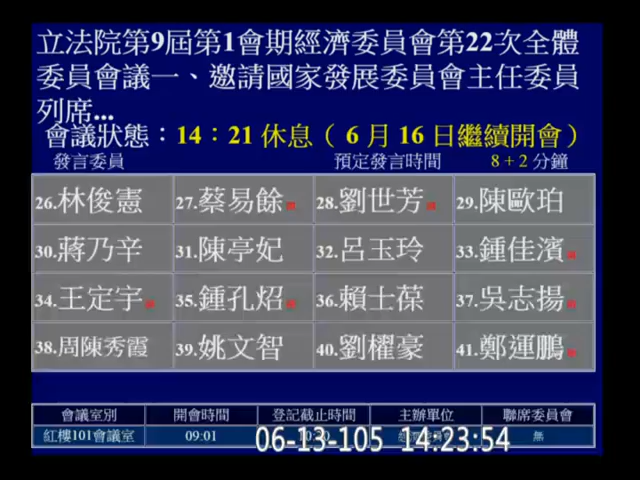 立法院第9屆第1會期經濟委員會第22次全體
委員會議一、邀請國家發展委員會主任委員
列席...
會議狀態：14：21休息（6月16日繼續開會）
發言委員 預定發言時間 8+2分鐘
26.林俊憲 27.蔡易餘 28.劉世芳 29.陳歐珀
30.蔣乃辛 31.陳亭妃 32.呂玉玲 33.鍾佳濱
34.王定宇 35.鍾孔炤 36.賴士葆 37.吳志揚
38.周陳秀霞 39.姚文智 40.劉櫂豪 41.鄭運鵬
會議室別 開會時間 登記截止時間 主辦單位 聯席委員會
紅樓101會議室 09:01 無
06-13-105 14:23:54